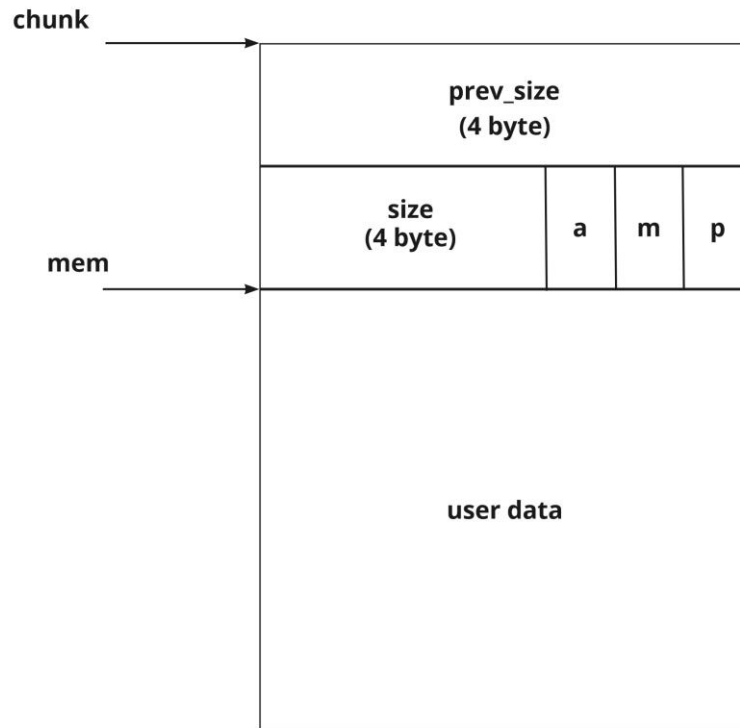 chunk
prev_size
(4 byte)
size
(4 byte)
a
m
p
mem
user data